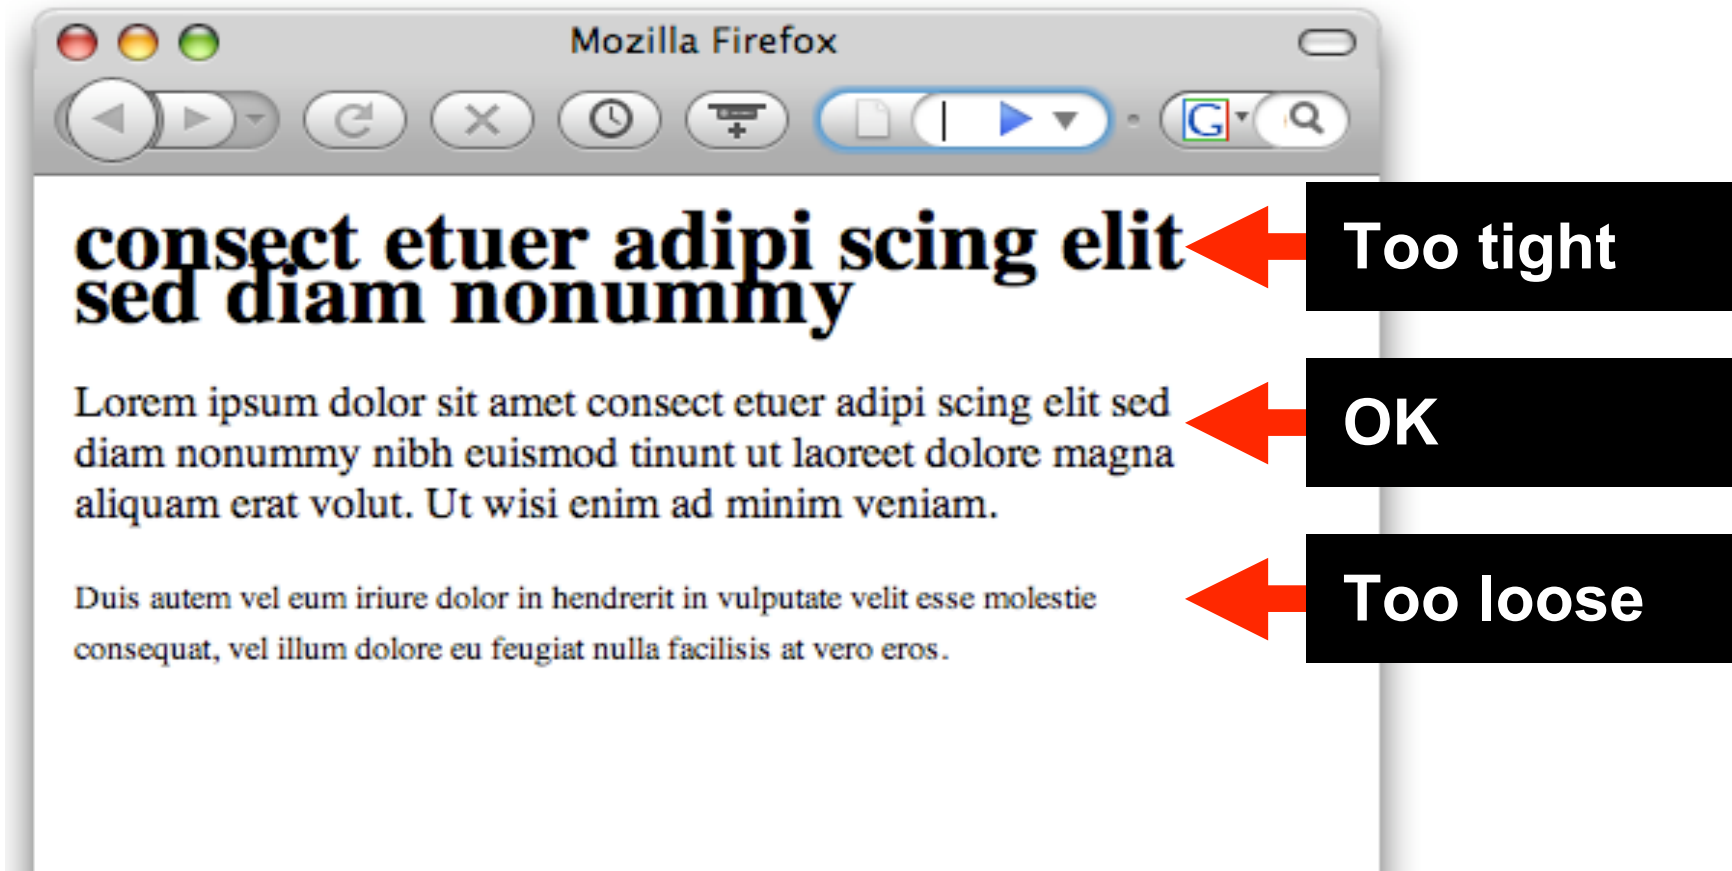 Mozilla Firefox
G
consect etuer adipi scing elit
sed diam nonummy
Too tight
Lorem ipsum dolor sit amet consect etuer adipi scing elit sed
diam nonummy nibh euismod tinunt ut laoreet dolore magna
aliquam erat volut. Ut wisi enim ad minim veniam.
OK
Duis autem vel eum iriure dolor in hendrerit in vulputate velit esse molestie
consequat, vel illum dolore eu feugiat nulla facilisis at vero eros.
Too loose